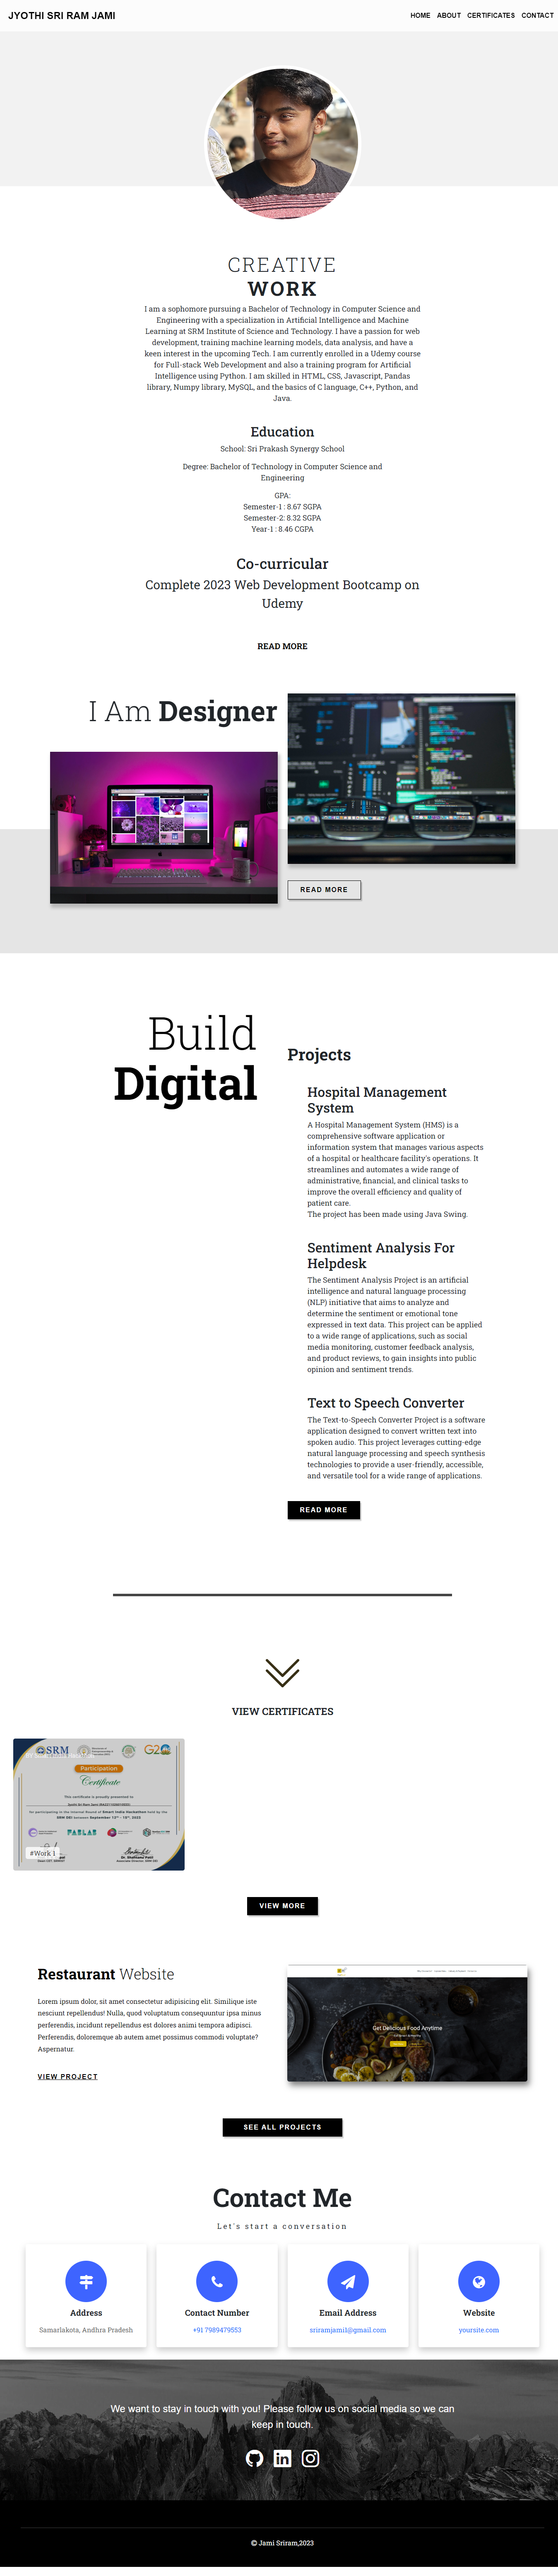 JYOTHI SRI RAM JAMI
HOME ABOUT CERTIFICATES CONTACT
CREATIVE
WORK
I am a sophomore pursuing a Bachelor of Technology in Computer Science and
Engineering with a specialization in Artificial Intelligence and Machine
Learning at SRM Institute of Science and Technology. I have a passion for web
development, training machine learning models, data analysis, and have a
keen interest in the upcoming Tech. I am currently enrolled in a Udemy course
for Full-stack Web Development and also a training program for Artificial
Intelligence using Python. I am skilled in HTML, CSS, Javascript, Pandas
library, Numpy library, MySQL, and the basics of C language, C++, Python, and
Java.
Education
School: Sri Prakash Synergy School
Degree: Bachelor of Technology in Computer Science and
Engineering
GPA:
Semester-1 : 8.67 SGPA
Semester-2: 8.32 SGPA
Year-1 : 8.46 CGPA
Co-curricular
Complete 2023 Web Development Bootcamp on
Udemy
READ MORE
I Am Designer
READ MORE
Build
Digital
Projects
Hospital Management
System
A Hospital Management System (HMS) is a
comprehensive software application or
information system that manages various aspects
of a hospital or healthcare facility's operations. It
streamlines and automates a wide range of
administrative, financial, and clinical tasks to
improve the overall efficiency and quality of
patient care.
The project has been made using Java Swing.
Sentiment Analysis For
Helpdesk
The Sentiment Analysis Project is an artificial
intelligence and natural language processing
(NLP) initiative that aims to analyze and
determine the sentiment or emotional tone
expressed in text data. This project can be applied
to a wide range of applications, such as social
media monitoring, customer feedback analysis,
and product reviews, to gain insights into public
opinion and sentiment trends.
Text to Speech Converter
The Text-to-Speech Converter Project is a software
application designed to convert written text into
spoken audio. This project leverages cutting-edge
natural language processing and speech synthesis
technologies to provide a user-friendly, accessible,
and versatile tool for a wide range of applications.
READ MORE
VIEW CERTIFICATES
SRM
G20
Participation
Certificate
This certificate is proudly presented to
#Work 1
VIEW MORE
Restaurant Website
Lorem ipsum dolor, sit amet consectetur adipisicing elit. Similique iste
nesciunt repellendus! Nulla, quod voluptatum consequuntur ipsa minus
perferendis, incidunt repellendus est dolores animi tempora adipisci.
Perferendis, doloremque ab autem amet possimus commodi voluptate?
Aspernatur.
VIEW PROJECT
Get Delicious Food Anytime
SEE ALL PROJECTS
Contact Me
Let's start a conversation
Address
Samarlakota, Andhra Pradesh
Contact Number
+91 7989479553
Email Address
sriramjami1@gmail.com
Website
yoursite.com
We want to stay in touch with you! Please follow us on social media so we can
keep in touch.
© Jami Sriram,2023